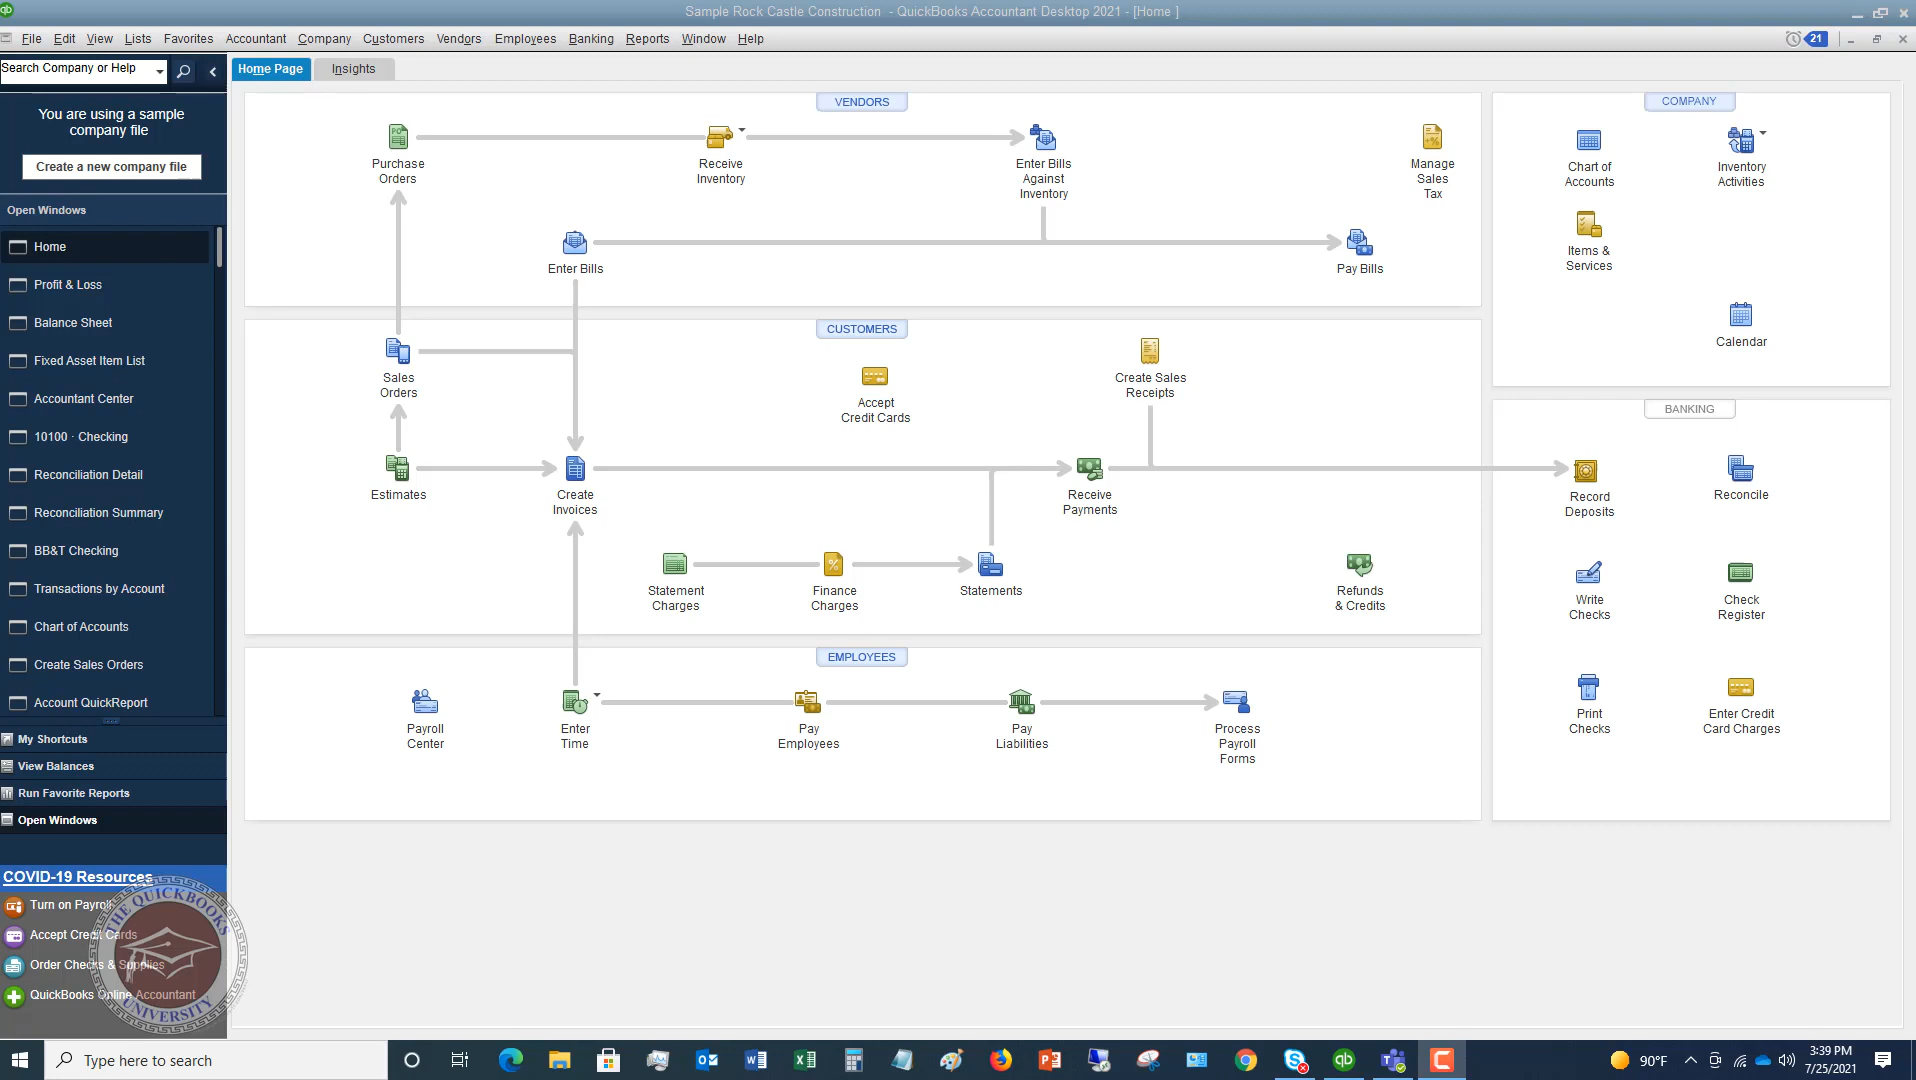 Sample Rock Castle Construction - QuickBooks Accountant Desktop 2021 - [Home ]
File Edit View Lists Favorites Accountant Company Customers Vendors Employees Banking Reports Window Help
21
Search Company or Help
Home Page
Insights
You are using a sample
company file
Create a new company file
Open Windows
Home
Profit & Loss
Balance Sheet
Fixed Asset Item List
Accountant Center
10100 · Checking
Reconciliation Detail
Reconciliation Summary
BB&T Checking
Transactions by Account
Chart of Accounts
Create Sales Orders
Account QuickReport
My Shortcuts
View Balances
Run Favorite Reports
Open Windows
COVID-19 Resources
Turn on Payroll
Accept Credit Cards
Order Checks & Supplies
QuickBooks Online Accountant
THE QUICKBOOKS
UNIVERSITY
VENDORS
Purchase
Orders
Receive
Inventory
Enter Bills
Against
Inventory
Manage
Sales
Tax
Enter Bills
Pay Bills
CUSTOMERS
Sales
Orders
Accept
Credit Cards
Create Sales
Receipts
Estimates
Create
Invoices
Receive
Payments
Statement
Charges
Finance
Charges
Statements
Refunds
& Credits
EMPLOYEES
Payroll
Center
Enter
Time
Pay
Employees
Pay
Liabilities
Process
Payroll
Forms
COMPANY
Chart of
Accounts
Inventory
Activities
Items &
Services
Calendar
BANKING
Record
Deposits
Reconcile
Write
Checks
Check
Register
Print
Checks
Enter Credit
Card Charges
Type here to search
90°F
3:39 PM
7/25/2021